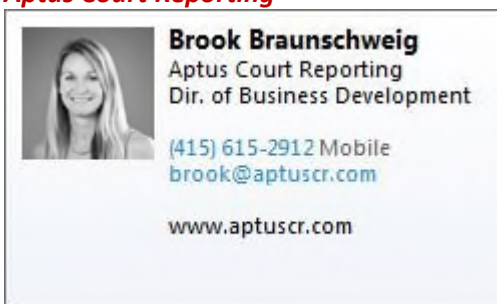 Aptus Court Reporting
Brook Braunschweig
Aptus Court Reporting
Dir. of Business Development
(415) 615-2912 Mobile
brook@aptuscr.com
www.aptuscr.com